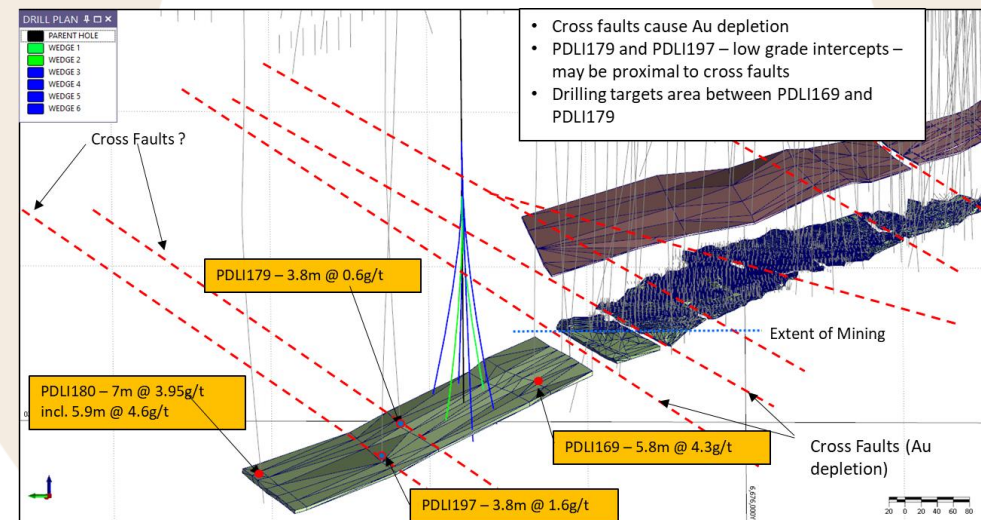 DRILL PLAN
PARENT HOLE
WEDGE 1
WEDGE 2
WEDGE 3
WEDGE 4
WEDGE 5
WEDGE 6
• Cross faults cause Au depletion
• PDLI179 and PDLI197 – low grade intercepts –
may be proximal to cross faults
• Drilling targets area between PDLI169 and
PDLI179
Cross Faults ?
PDLI179 – 3.8m @ 0.6g/t
Extent of Mining
PDLI180 – 7m @ 3.95g/t
incl. 5.9m @ 4.6g/t
PDLI169 – 5.8m @ 4.3g/t
Cross Faults (Au
depletion)
PDLI197 – 3.8m @ 1.6g/t
6,676,000Y
20 0 20 40 60 80